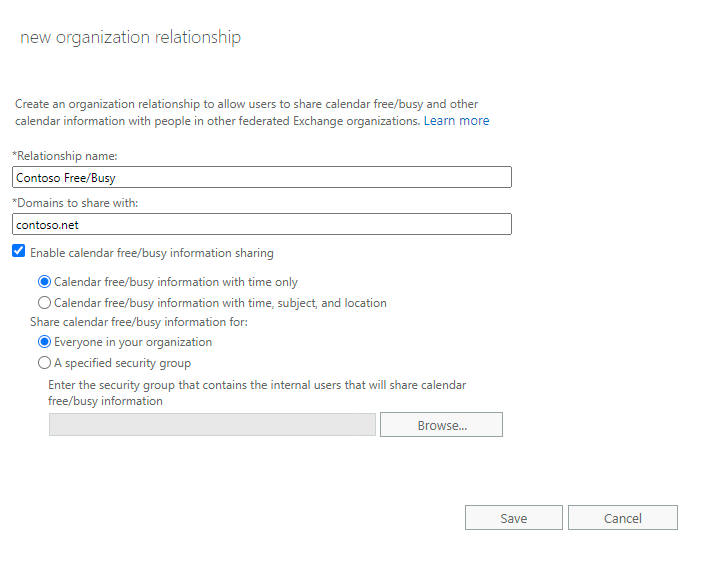 new organization relationship
Create an organization relationship to allow users to share calendar free/busy and other
calendar information with people in other federated Exchange organizations. Learn more
*Relationship name:
Contoso Free/Busy
*Domains to share with:
contoso.net
Enable calendar free/busy information sharing
Calendar free/busy information with time only
Calendar free/busy information with time, subject, and location
Share calendar free/busy information for:
Everyone in your organization
A specified security group
Enter the security group that contains the internal users that will share calendar
free/busy information
Browse...
Save Cancel